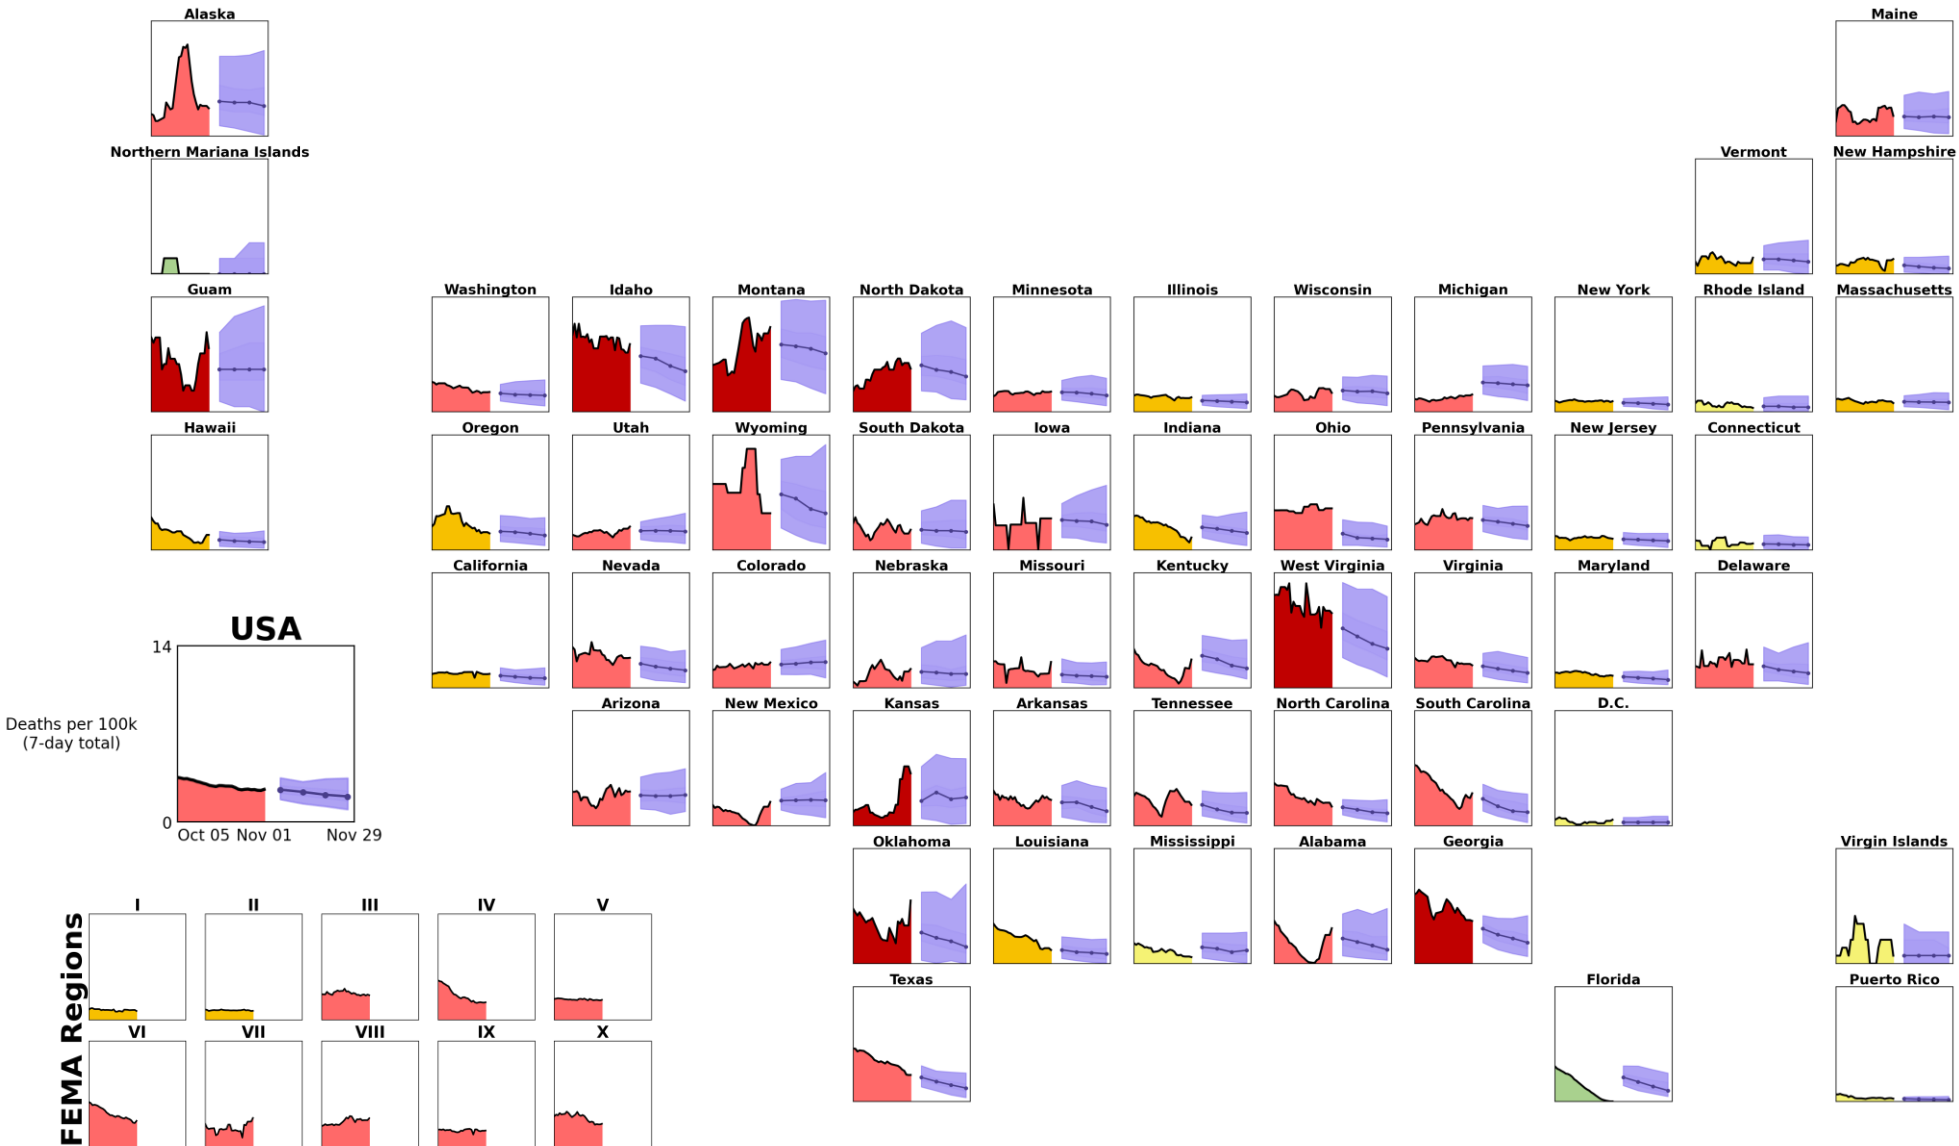 Alaska
Maine
Northern Mariana Islands
Vermont
New Hampshire
Guam
Washington
Idaho
Montana
North Dakota
Minnesota
Illinois
Wisconsin
Michigan
New York
Rhode Island
Massachusetts
Hawaii
Oregon
Utah
Wyoming
South Dakota
Iowa
Indiana
Ohio
Pennsylvania
New Jersey
Connecticut
California
Nevada
Colorado
Nebraska
Missouri
Kentucky
West Virginia
Virginia
Maryland
Delaware
USA
14
Deaths per 100k
(7-day total)
0
Oct 05 Nov 01 Nov 29
Arizona
New Mexico
Kansas
Arkansas
Tennessee
North Carolina
South Carolina
D.C.
Oklahoma
Louisiana
Mississippi
Alabama
Georgia
Virgin Islands
Texas
Florida
Puerto Rico
FEMA Regions
I
II
III
IV
V
VI
VII
VIII
IX
X